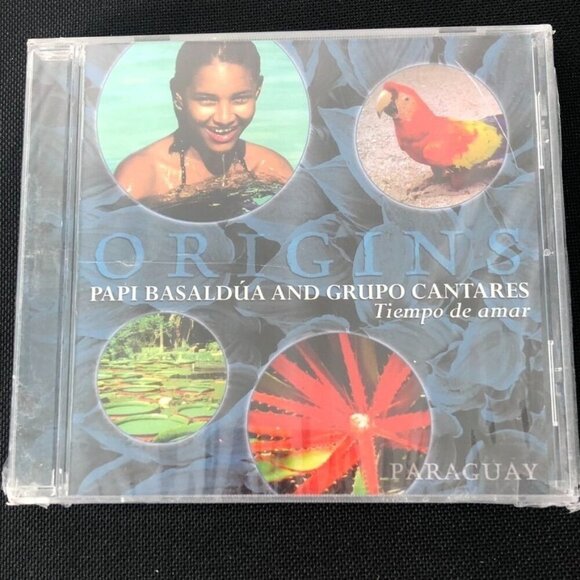 ORIGINS
PAPI BASALDÚA AND GRUPO CANTARES
Tiempo de amar
PARAGUAY